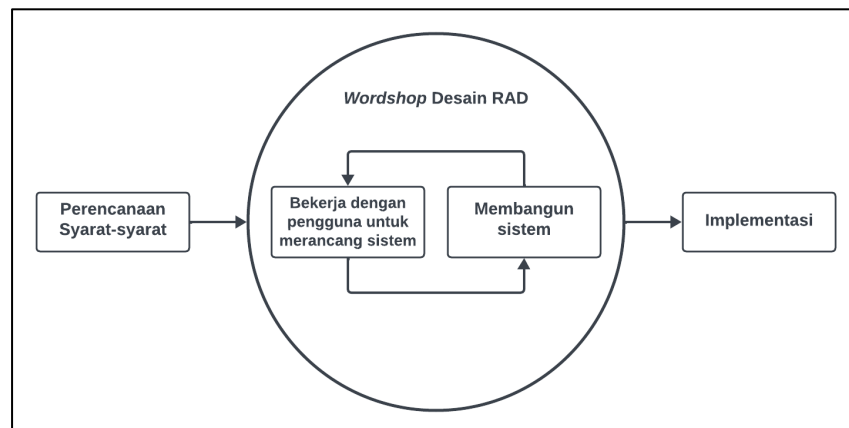 Wordshop Desain RAD
Perencanaan
Syarat-syarat
Bekerja dengan
pengguna untuk
merancang sistem
Membangun
sistem
Implementasi